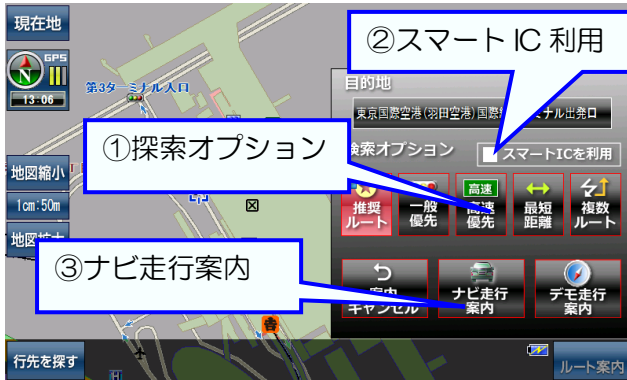 現在地
②スマートIC 利用
GPS
N
13:06
第3ターミナル入口
目的地
東京国際空港(羽田空港)国際
ナル出発口
①探索オプション
検索オプション
スマートICを利用
地図縮小
1cm:50m
地図拡大
推奨
ルート
一般
優先
高速
高速
優先
最短
距離
複数
ルート
③ナビ走行案内
案内
キャンセル
ナビ走行
案内
デモ走行
案内
行先を探す
ルート案内